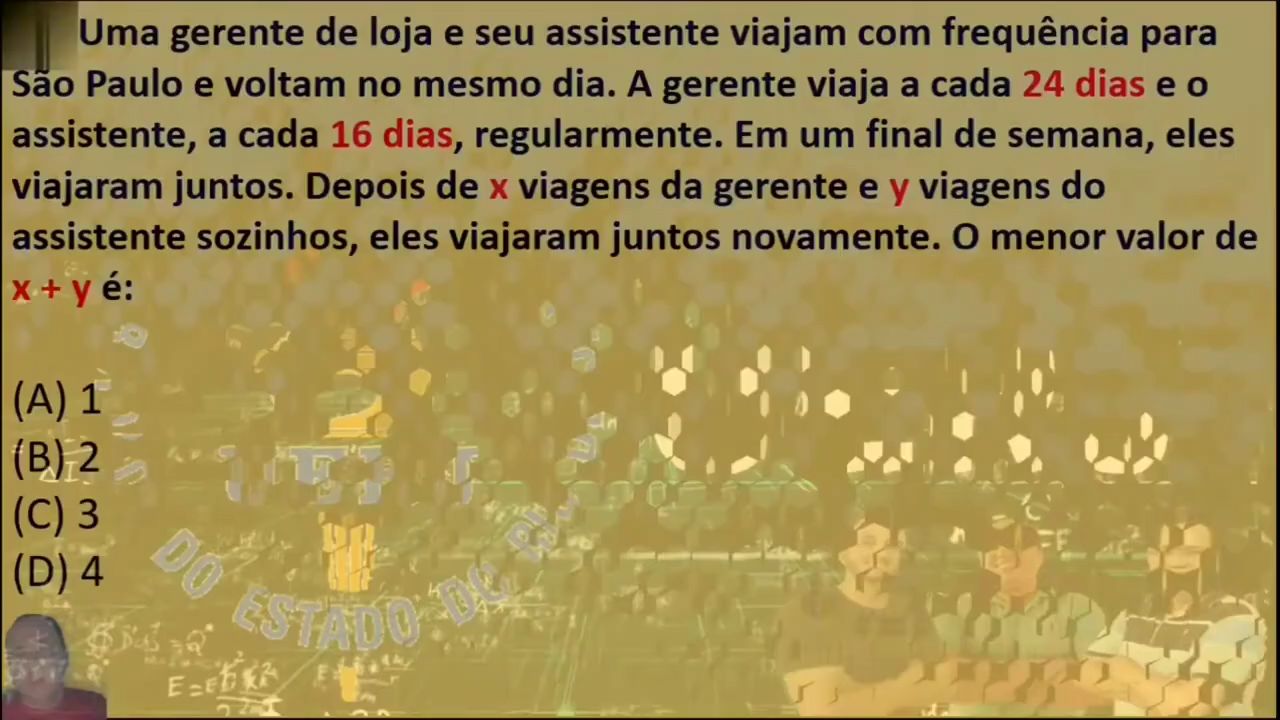 Uma gerente de loja e seu assistente viajam com frequência para
São Paulo e voltam no mesmo dia. A gerente viaja a cada 24 dias e o
assistente, a cada 16 dias, regularmente. Em um final de semana, eles
viajaram juntos. Depois de x viagens da gerente e y viagens do
assistente sozinhos, eles viajaram juntos novamente. O menor valor de
x + y é:
(A) 1
(B) 2
(C) 3
(D) 4
DO ESTADO DO